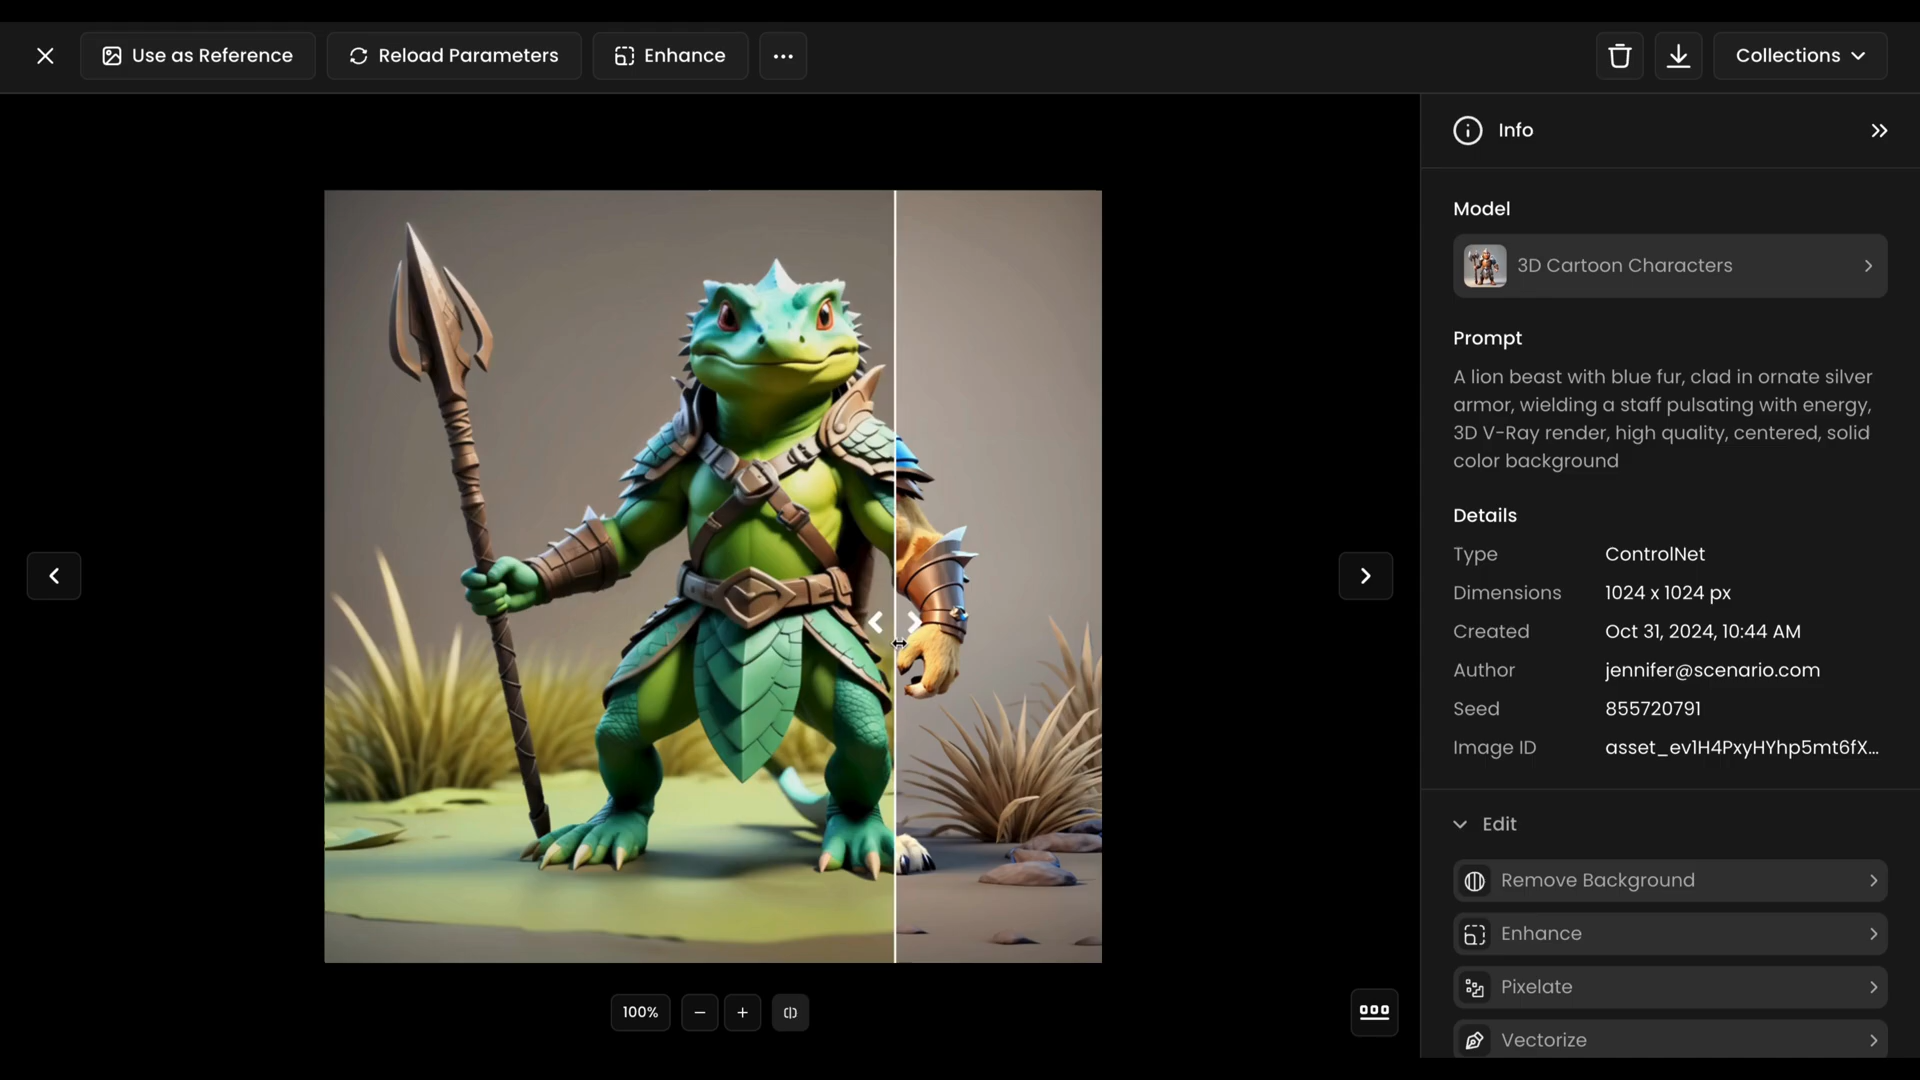 Use as Reference
Reload Parameters
Enhance
Collections
Info
Model
3D Cartoon Characters
Prompt
A lion beast with blue fur, clad in ornate silver
armor, wielding a staff pulsating with energy,
3D V-Ray render, high quality, centered, solid
color background
Details
Type ControlNet
Dimensions 1024 x 1024 px
Created Oct 31, 2024, 10:44 AM
Author jennifer@scenario.com
Seed 855720791
Image ID asset_ev1H4PxyHYhp5mt6fX...
Edit
Remove Background
Enhance
Pixelate
Vectorize
100%